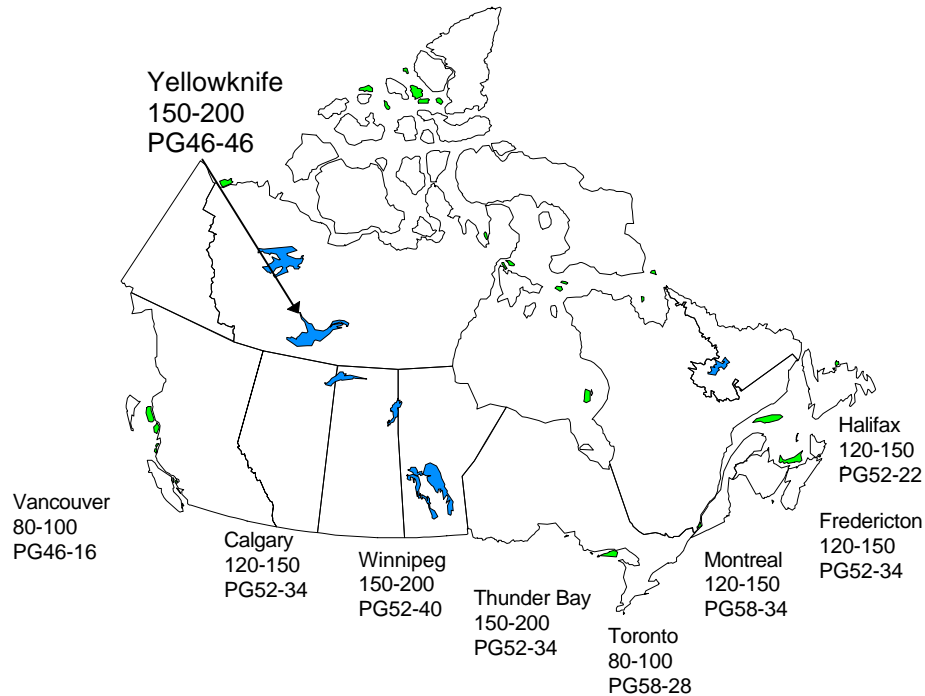 Yellowknife
150-200
PG46-46
Vancouver
80-100
PG46-16
Calgary
120-150
PG52-34
Winnipeg
150-200
PG52-40
Thunder Bay
150-200
PG52-34
Toronto
80-100
PG58-28
Montreal
120-150
PG58-34
Halifax
120-150
PG52-22
Fredericton
120-150
PG52-34